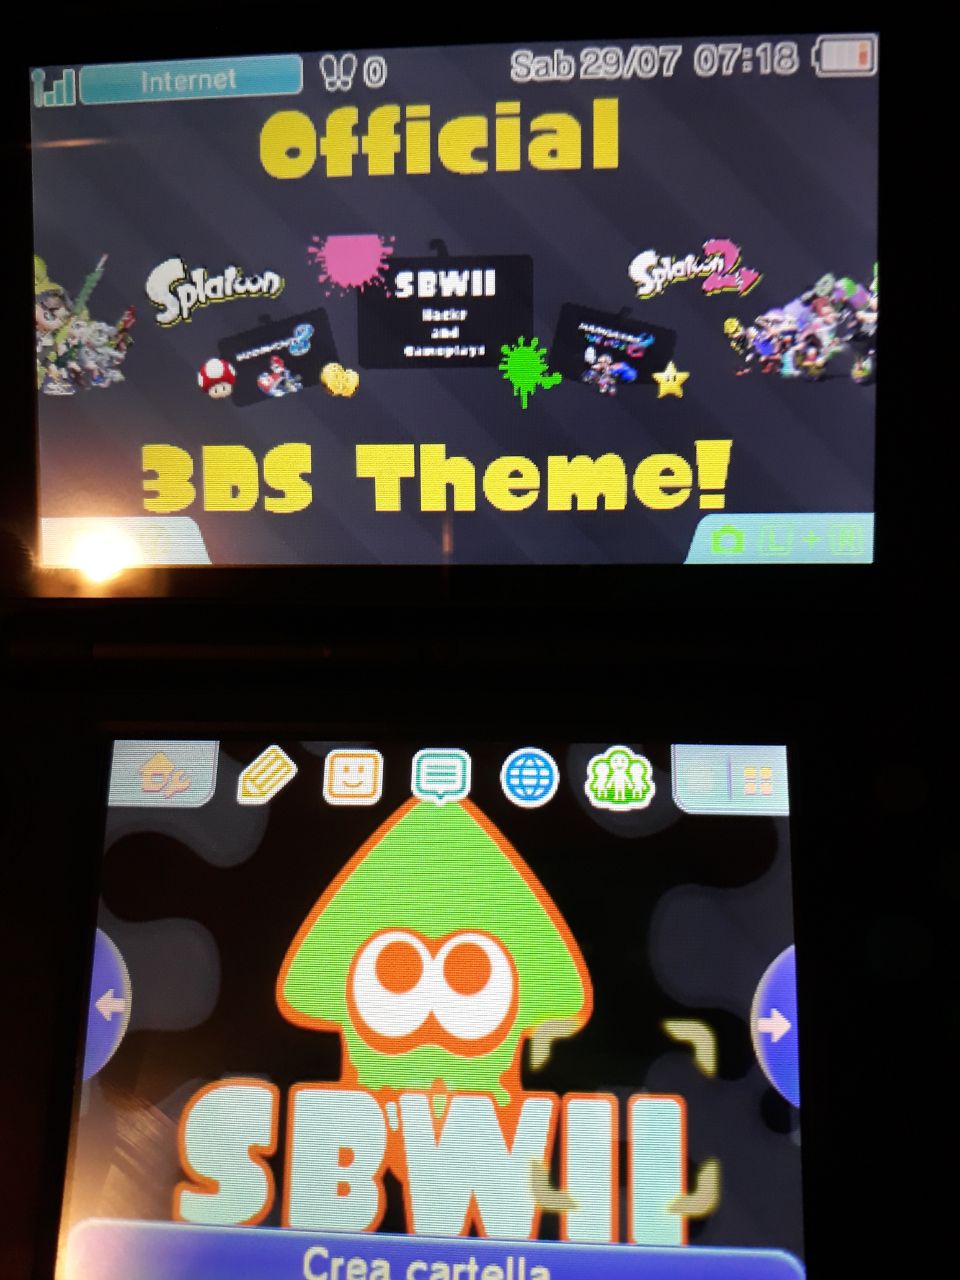 Internet 0 Sab 29/07 07:18
Official
Splatoon
SBWII
Hacks
and
Gameplays
Splatoon 2
3DS Theme!
L + R
SBWII
Crea cartella